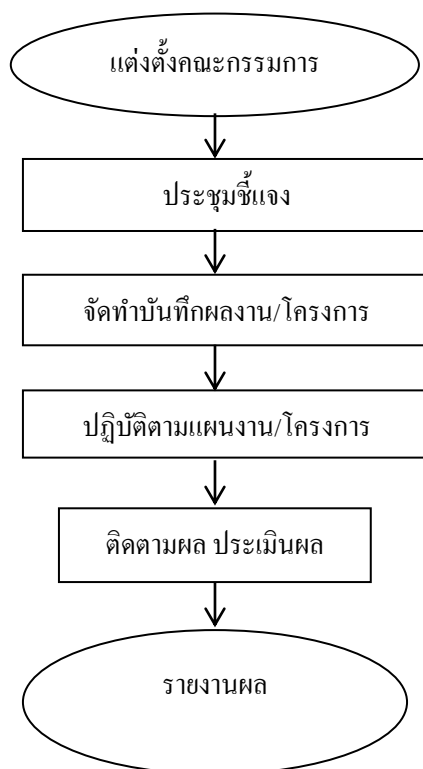 แต่งตั้งคณะกรรมการ
ประชุมชี้แจง
จัดทำบันทึกผลงาน/โครงการ
ปฏิบัติตามแผนงาน/โครงการ
ติดตามผล ประเมินผล
รายงานผล